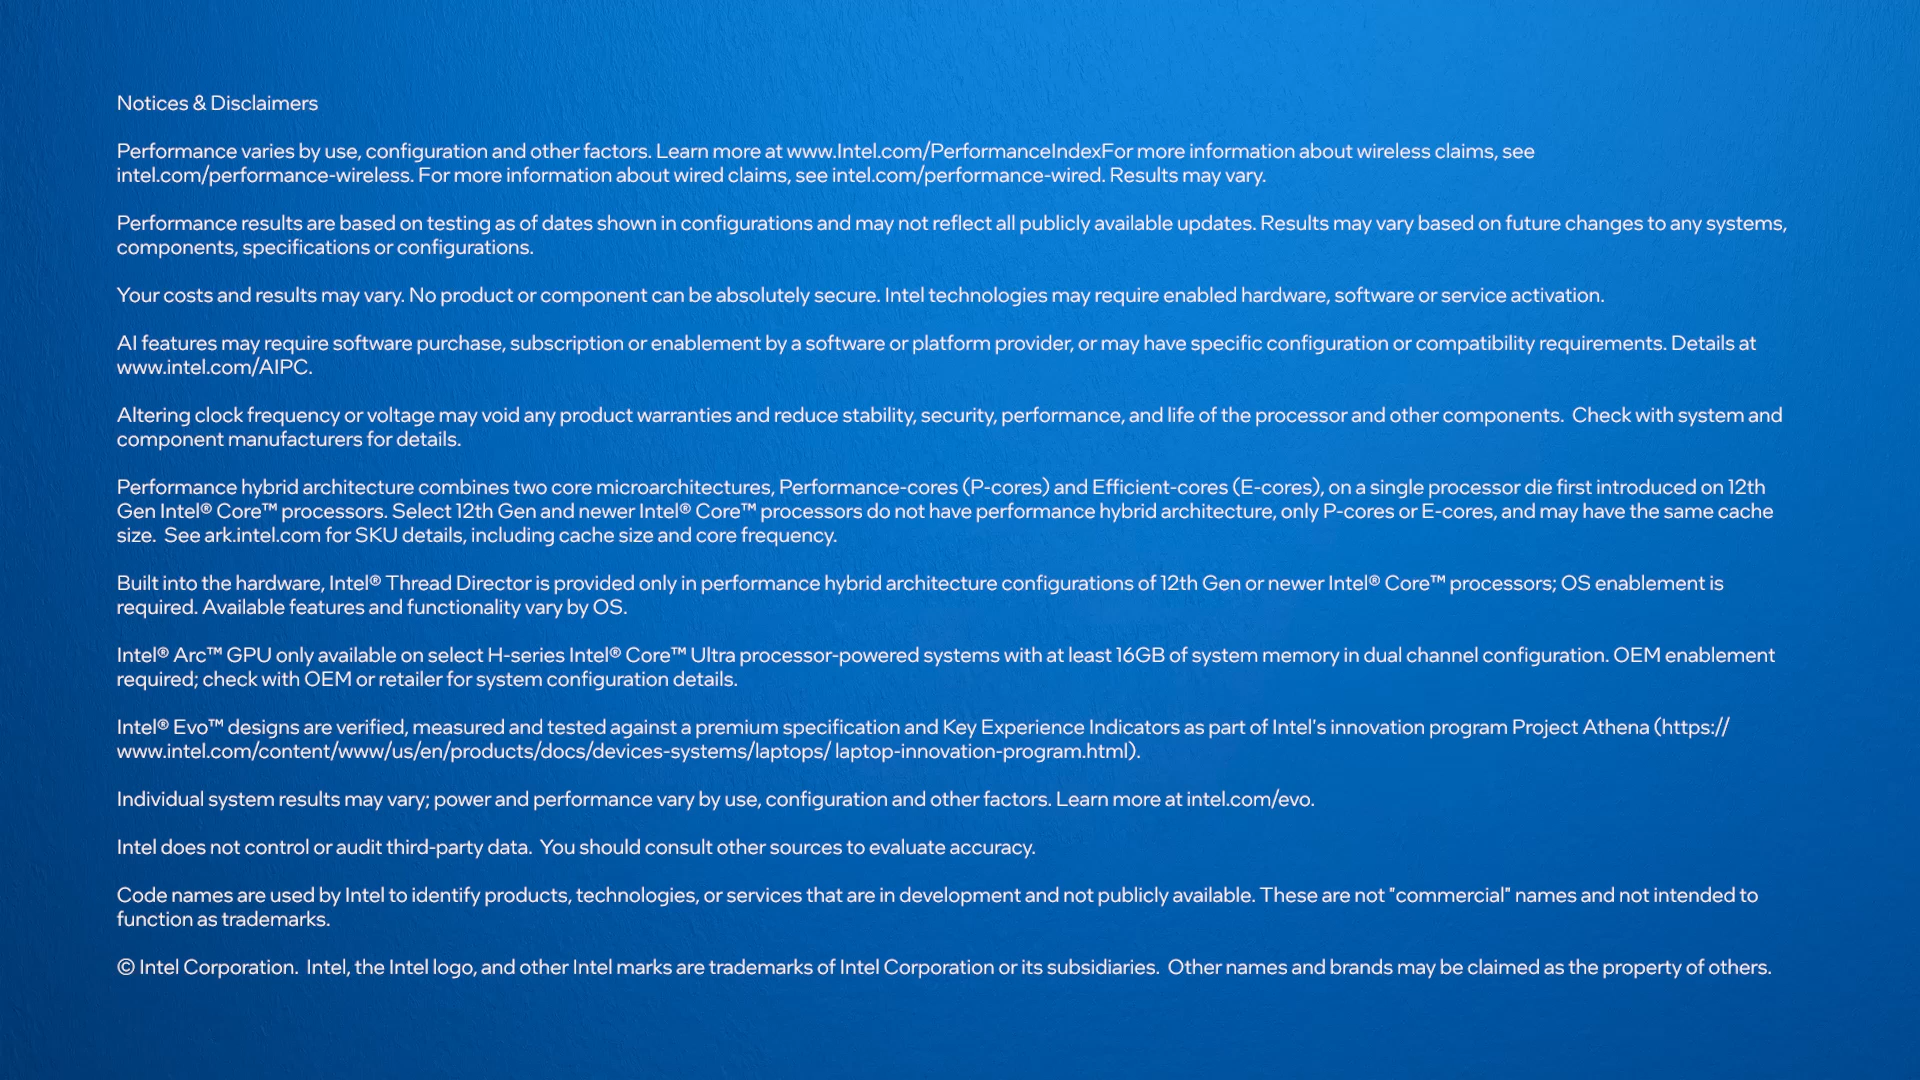 Notices & Disclaimers
Performance varies by use, configuration and other factors. Learn more at www.Intel.com/PerformanceIndexFor more information about wireless claims, see
intel.com/performance-wireless. For more information about wired claims, see intel.com/performance-wired. Results may vary.
Performance results are based on testing as of dates shown in configurations and may not reflect all publicly available updates. Results may vary based on future changes to any systems,
components, specifications or configurations.
Your costs and results may vary. No product or component can be absolutely secure. Intel technologies may require enabled hardware, software or service activation.
AI features may require software purchase, subscription or enablement by a software or platform provider, or may have specific configuration or compatibility requirements. Details at
www.intel.com/AIPC.
Altering clock frequency or voltage may void any product warranties and reduce stability, security, performance, and life of the processor and other components.  Check with system and
component manufacturers for details.
Performance hybrid architecture combines two core microarchitectures, Performance-cores (P-cores) and Efficient-cores (E-cores), on a single processor die first introduced on 12th
Gen Intel® Core™ processors. Select 12th Gen and newer Intel® Core™ processors do not have performance hybrid architecture, only P-cores or E-cores, and may have the same cache
size.  See ark.intel.com for SKU details, including cache size and core frequency.
Built into the hardware, Intel® Thread Director is provided only in performance hybrid architecture configurations of 12th Gen or newer Intel® Core™ processors; OS enablement is
required. Available features and functionality vary by OS.
Intel® Arc™ GPU only available on select H-series Intel® Core™ Ultra processor-powered systems with at least 16GB of system memory in dual channel configuration. OEM enablement
required; check with OEM or retailer for system configuration details.
Intel® Evo™ designs are verified, measured and tested against a premium specification and Key Experience Indicators as part of Intel's innovation program Project Athena (https://
www.intel.com/content/www/us/en/products/docs/devices-systems/laptops/ laptop-innovation-program.html).
Individual system results may vary; power and performance vary by use, configuration and other factors. Learn more at intel.com/evo.
Intel does not control or audit third-party data.  You should consult other sources to evaluate accuracy.
Code names are used by Intel to identify products, technologies, or services that are in development and not publicly available. These are not "commercial" names and not intended to
function as trademarks.
© Intel Corporation.  Intel, the Intel logo, and other Intel marks are trademarks of Intel Corporation or its subsidiaries.  Other names and brands may be claimed as the property of others.